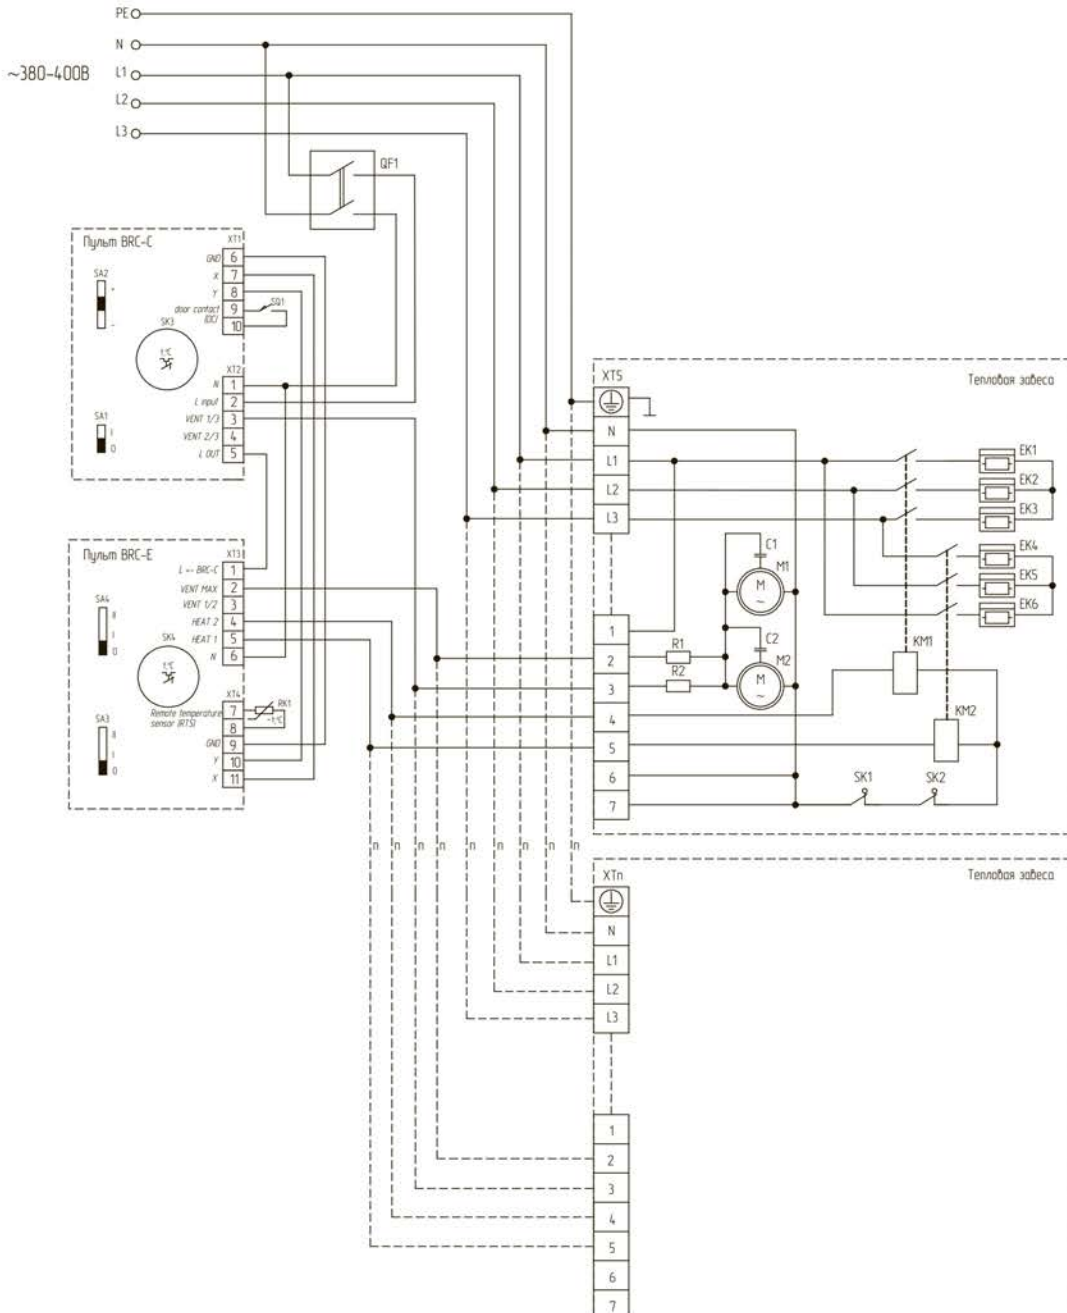 PE
N
~380-400В
L1
L2
L3
QF1
Пульт BRC-C
XT1
GND 6
X 7
Y 8
door contact (DC)
9
10
SQ1
SA2
+
-
SK3
t°C
XT2
N 1
L input 2
VENT 1/3 3
VENT 2/3 4
L OUT 5
SA1
I
0
Пульт BRC-E
XT3
L ← BRC-C 1
VENT MAX 2
VENT 1/2 3
HEAT 2 4
HEAT 1 5
N 6
SA4
II
I
0
SK4
t°C
XT4
Remote temperature
sensor (RTS)
7
8
RK1
-t°C
GND 9
Y 10
X 11
SA3
II
I
0
Тепловая завеса
XT5
N
L1
L2
L3
EK1
EK2
EK3
EK4
EK5
EK6
C1
M1
M
~
C2
M2
M
~
R1
R2
KM1
KM2
SK1
SK2
1
2
3
4
5
6
7
n
n
n
n
n
n
n
n
n
Тепловая завеса
XTn
N
L1
L2
L3
1
2
3
4
5
6
7